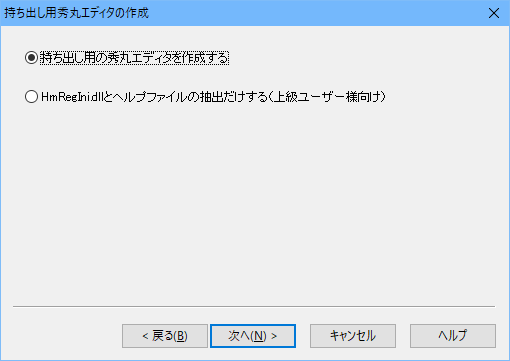 持ち出し用秀丸エディタの作成
持ち出し用の秀丸エディタを作成する
HmRegIni.dllとヘルプファイルの抽出だけする(上級ユーザー様向け)
< 戻る(B) 次へ(N) > キャンセル ヘルプ